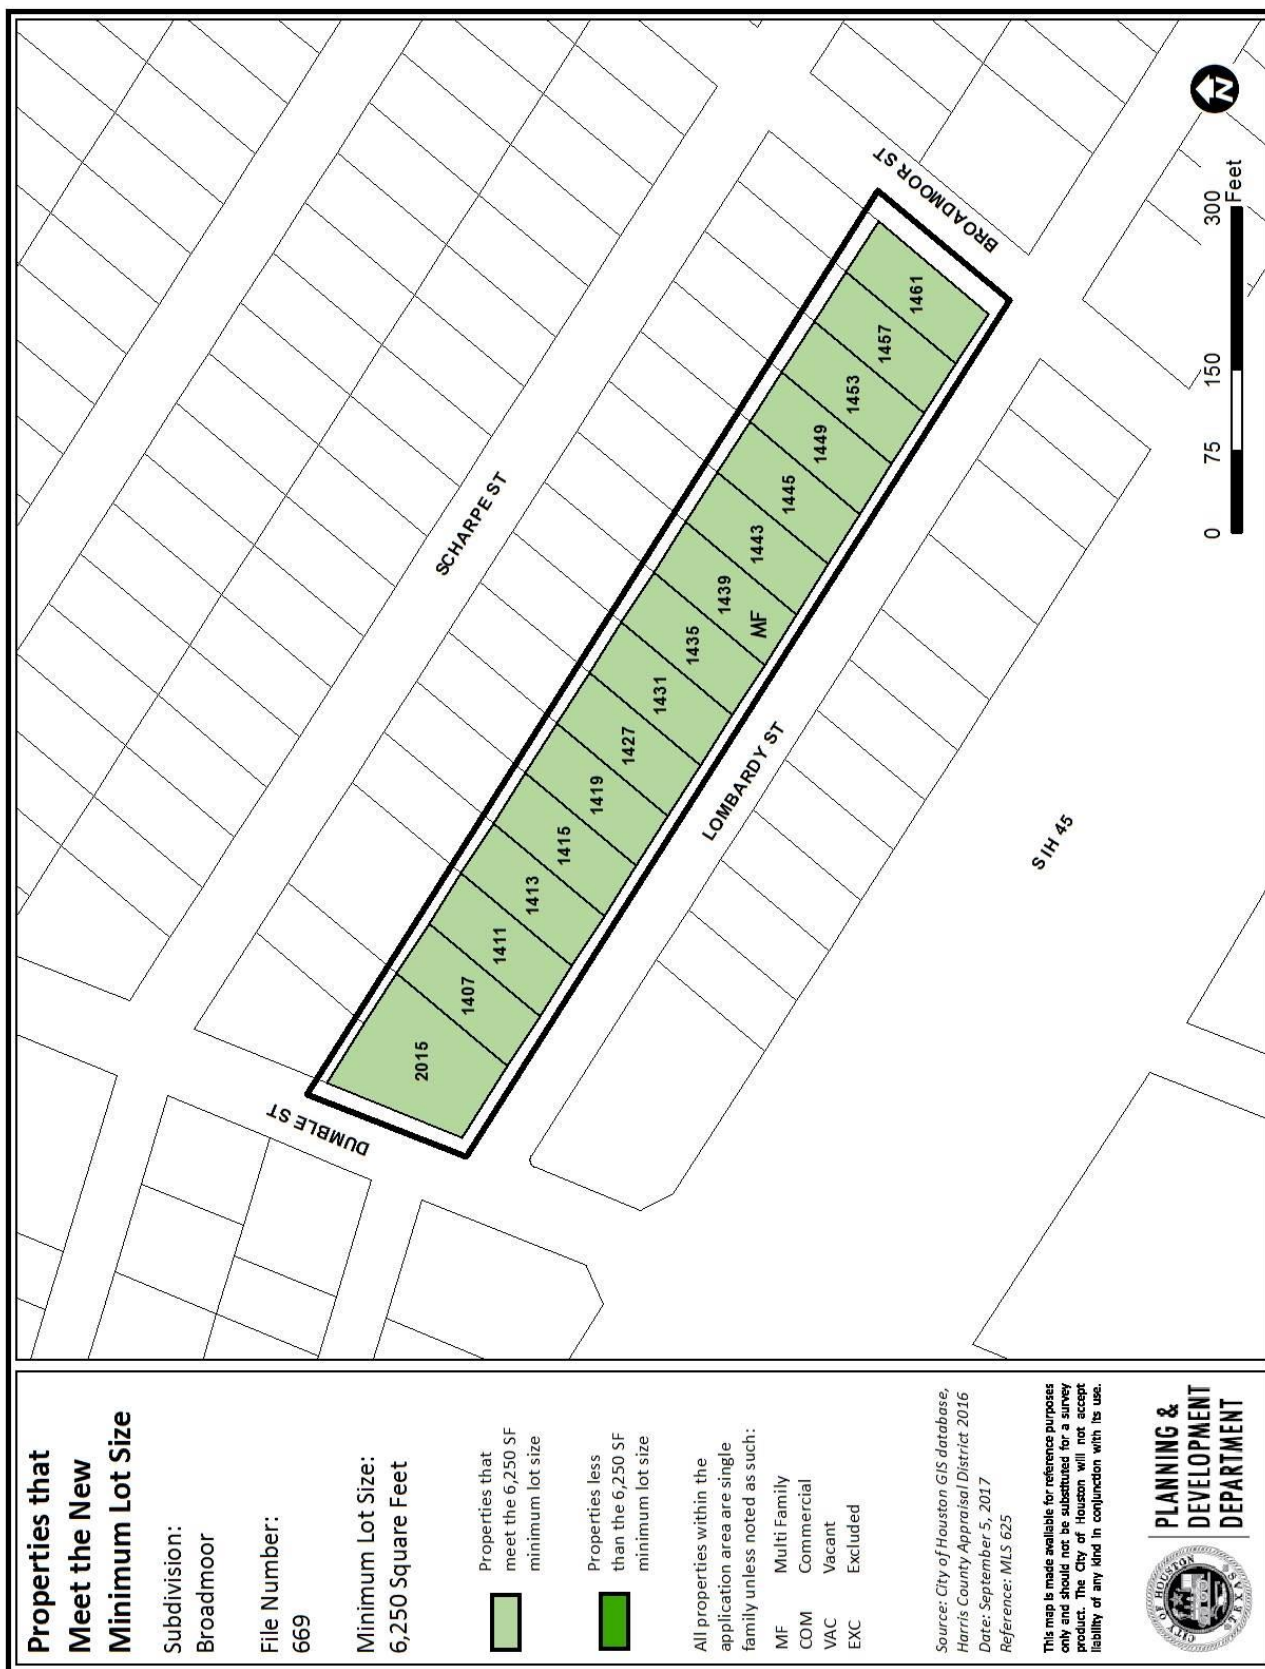 Properties that
Meet the New
Minimum Lot Size
Subdivision:
Broadmoor
File Number:
669
Minimum Lot Size:
6,250 Square Feet
Properties that
meet the 6,250 SF
minimum lot size
Properties less
than the 6,250 SF
minimum lot size
All properties within the
application area are single
family unless noted as such:
MF Multi Family
COM Commercial
VAC Vacant
EXC Excluded
Source: City of Houston GIS database,
Harris County Appraisal District 2016
Date: September 5, 2017
Reference: MLS 625
This map is made available for reference purposes
only and should not be substituted for a survey
product. The City of Houston will not accept
liability of any kind in conjunction with its use.
CITY OF HOUSTON
TEXAS
PLANNING &
DEVELOPMENT
DEPARTMENT
DUMBLE ST
SCHARPE ST
BROADMOOR ST
LOMBARDY ST
S IH 45
2015
1407
1411
1413
1415
1419
1427
1431
1435
1439
MF
1443
1445
1449
1453
1457
1461
N
0 75 150 300
Feet